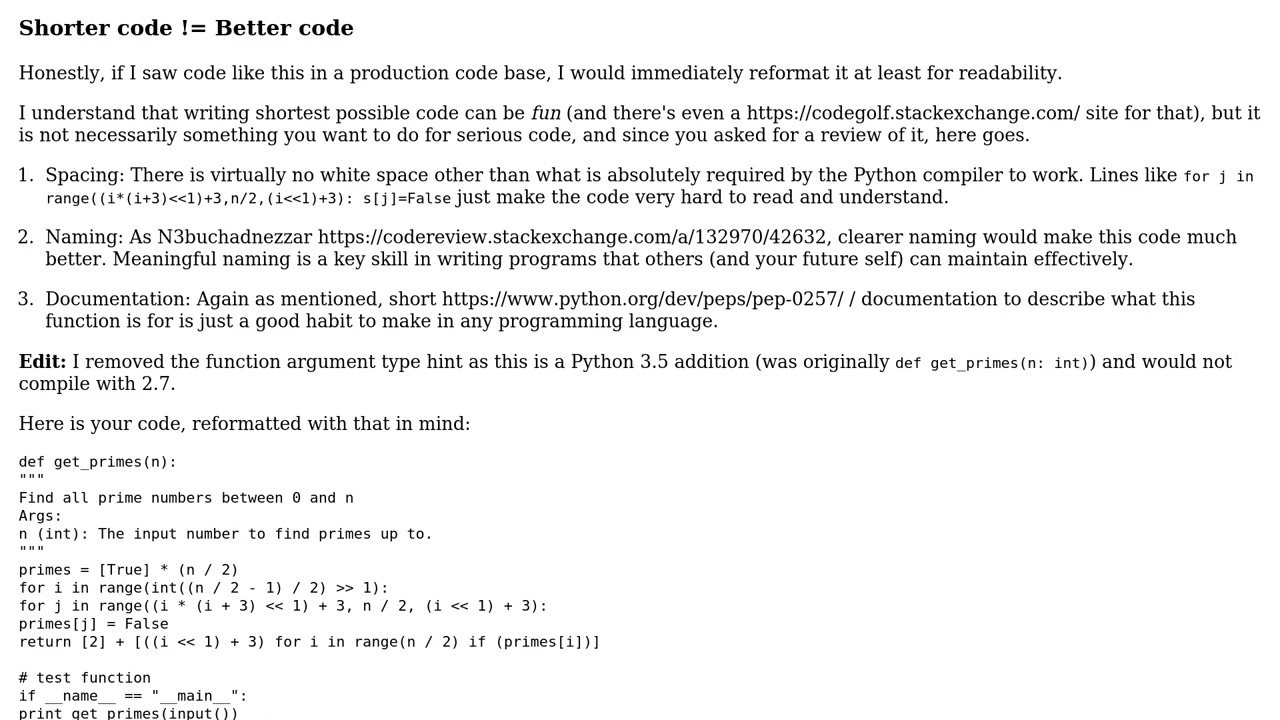 Shorter code != Better code
Honestly, if I saw code like this in a production code base, I would immediately reformat it at least for readability.
I understand that writing shortest possible code can be fun (and there's even a https://codegolf.stackexchange.com/ site for that), but it
is not necessarily something you want to do for serious code, and since you asked for a review of it, here goes.
1. Spacing: There is virtually no white space other than what is absolutely required by the Python compiler to work. Lines like for j in
range((i*(i+3)<<1)+3,n/2,(i<<1)+3): s[j]=False just make the code very hard to read and understand.
2. Naming: As N3buchadnezzar https://codereview.stackexchange.com/a/132970/42632, clearer naming would make this code much
better. Meaningful naming is a key skill in writing programs that others (and your future self) can maintain effectively.
3. Documentation: Again as mentioned, short https://www.python.org/dev/peps/pep-0257/ / documentation to describe what this
function is for is just a good habit to make in any programming language.
Edit: I removed the function argument type hint as this is a Python 3.5 addition (was originally def get_primes(n: int)) and would not
compile with 2.7.
Here is your code, reformatted with that in mind:
def get_primes(n):
"""
Find all prime numbers between 0 and n
Args:
n (int): The input number to find primes up to.
"""
primes = [True] * (n / 2)
for i in range(int((n / 2 - 1) / 2) >> 1):
for j in range((i * (i + 3) << 1) + 3, n / 2, (i << 1) + 3):
primes[j] = False
return [2] + [((i << 1) + 3) for i in range(n / 2) if (primes[i])]
# test function
if __name__ == "__main__":
print get_primes(input())